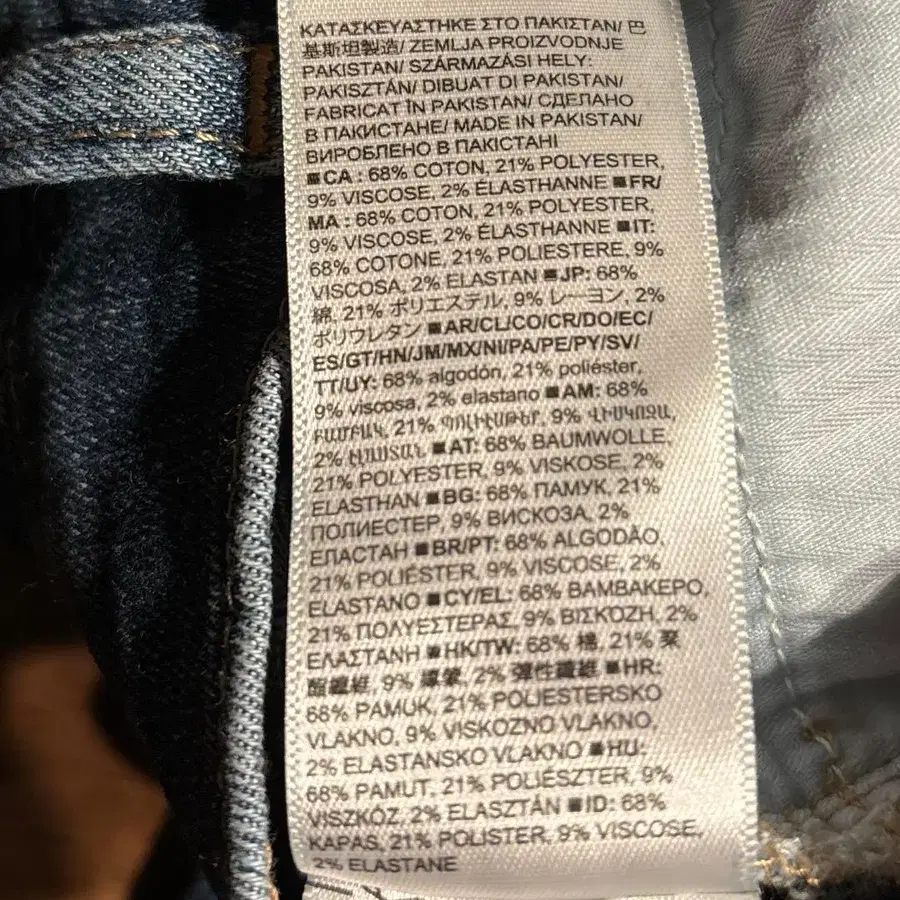 ΚΑΤΑΣΚΕΥΑΣΤΗΚΕ ΣΤΟ ΠΑΚΙΣΤΑΝ/ 巴
基斯坦製造/ ZEMLJA PROIZVODNJE
PAKISTAN/ SZÁRMAZÁSI HELY:
PAKISZTÁN/ DIBUAT DI PAKISTAN/
FABRICAT ÎN PAKISTAN/ СДЕЛАНО
В ПАКИСТАНЕ/ MADE IN PAKISTAN/
ВИРОБЛЕНО В ПАКІСТАНІ
■CA : 68% COTON, 21% POLYESTER,
9% VISCOSE, 2% ÉLASTHANNE ■FR/
MA : 68% COTON, 21% POLYESTER,
9% VISCOSE, 2% ÉLASTHANNE ■IT:
68% COTONE, 21% POLIESTERE, 9%
VISCOSA, 2% ELASTAN ■JP: 68%
綿, 21% ポリエステル, 9% レーヨン, 2%
ポリウレタン ■AR/CL/CO/CR/DO/EC/
ES/GT/HN/JM/MX/NI/PA/PE/PY/SV/
TT/UY: 68% algodón, 21% poliéster,
9% viscosa, 2% elastano ■AM: 68%
ԲԱՄԲԱԿ, 21% ՊՈԼԻԷՍԹԵՐ, 9% ՎԻՍԿՈԶԱ,
2% ԷԼԱՍՏԱՆ ■AT: 68% BAUMWOLLE,
21% POLYESTER, 9% VISKOSE, 2%
ELASTHAN ■BG: 68% ПАМУК, 21%
ПОЛИЕСТЕР, 9% ВИСКОЗА, 2%
ЕЛАСТАН ■BR/PT: 68% ALGODÃO,
21% POLIÉSTER, 9% VISCOSE, 2%
ELASTANO ■CY/EL: 68% ΒΑΜΒΑΚΕΡΟ,
21% ΠΟΛΥΕΣΤΕΡΑΣ, 9% ΒΙΣΚΟΖΗ, 2%
ΕΛΑΣΤΑΝΗ ■HK/TW: 68% 棉, 21% 聚
酯纖維, 9% 2% 彈性纖維 ■HR:
68% PAMUK, 21% POLIESTERSKO
VLAKNO, 9% VISKOZNO VLAKNO,
2% ELASTANSKO VLAKNO ■HU:
68% PAMUT, 21% POLIÉSZTER, 9%
VISZKÓZ, 2% ELASZTÁN ■ID: 68%
KAPAS, 21% POLISTER, 9% VISCOSE,
2% ELASTANE